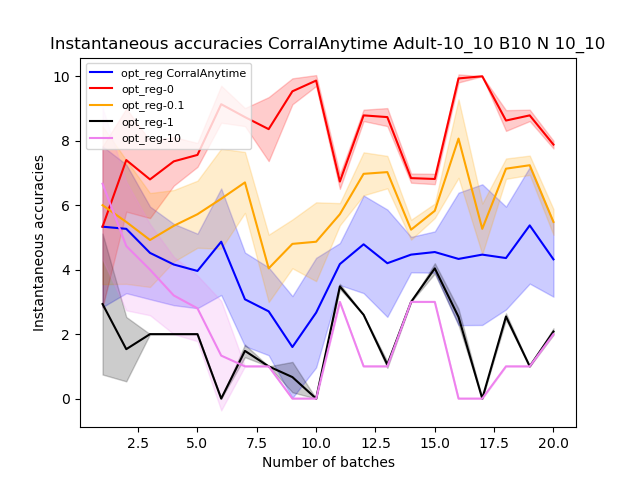 Instantaneous accuracies CorralAnytime Adult-10_10 B10 N 10_10
opt_reg CorralAnytime
opt_reg-0
opt_reg-0.1
opt_reg-1
opt_reg-10
Instantaneous accuracies
10
8
6
4
2
0
2.5 5.0 7.5 10.0 12.5 15.0 17.5 20.0
Number of batches